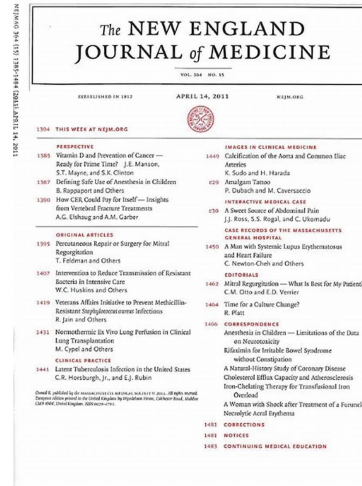 The NEW ENGLAND
JOURNAL of MEDICINE
VOL. 364 NO. 15
ESTABLISHED IN 1812
APRIL 14, 2011
NEJM.ORG
1384 THIS WEEK AT NEJM.ORG
PERSPECTIVE
1385 Vitamin D and Prevention of Cancer —
Ready for Prime Time? J.E. Manson,
S.T. Mayne, and S.K. Clinton
1387 Defining Safe Use of Anesthesia in Children
B. Rappaport and Others
1390 How CER Could Pay for Itself — Insights
from Vertebral Fracture Treatments
A.G. Elshaug and A.M. Garber
ORIGINAL ARTICLES
1395 Percutaneous Repair or Surgery for Mitral
Regurgitation
T. Feldman and Others
1407 Intervention to Reduce Transmission of Resistant
Bacteria in Intensive Care
W.C. Huskins and Others
1419 Veterans Affairs Initiative to Prevent Methicillin-
Resistant Staphylococcus aureus Infections
R. Jain and Others
1431 Normothermic Ex Vivo Lung Perfusion in Clinical
Lung Transplantation
M. Cypel and Others
CLINICAL PRACTICE
1441 Latent Tuberculosis Infection in the United States
C.R. Horsburgh, Jr., and E.J. Rubin
IMAGES IN CLINICAL MEDICINE
1449 Calcification of the Aorta and Common Iliac
Arteries
K. Sudo and H. Harada
e29 Amalgam Tattoo
P. Dubach and M. Caversaccio
INTERACTIVE MEDICAL CASE
e30 A Sweet Source of Abdominal Pain
J.J. Ross, S.S. Rogal, and C. Ukomadu
CASE RECORDS OF THE MASSACHUSETTS
GENERAL HOSPITAL
1450 A Man with Systemic Lupus Erythematosus
and Heart Failure
C. Newton-Cheh and Others
EDITORIALS
1462 Mitral Regurgitation — What Is Best for My Patient
C.M. Otto and E.D. Verrier
1464 Time for a Culture Change?
R. Platt
1466 CORRESPONDENCE
Anesthesia in Children — Limitations of the Data
on Neurotoxicity
Rifaximin for Irritable Bowel Syndrome
without Constipation
A Natural-History Study of Coronary Disease
Cholesterol Efflux Capacity and Atherosclerosis
Iron-Chelating Therapy for Transfusional Iron
Overload
A Woman with Shock after Treatment of a Furuncl
Necrolytic Acral Erythema
1481 CORRECTIONS
1481 NOTICES
1483 CONTINUING MEDICAL EDUCATION